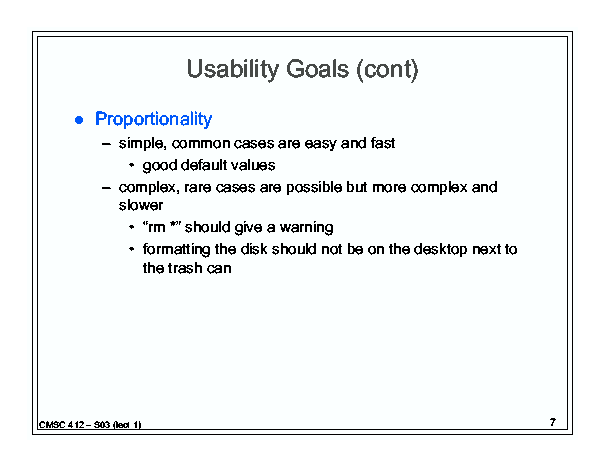 Usability Goals (cont)
● Proportionality
– simple, common cases are easy and fast
• good default values
– complex, rare cases are possible but more complex and
slower
• “rm *” should give a warning
• formatting the disk should not be on the desktop next to
the trash can
CMSC 412 – S03 (lect 1)
7